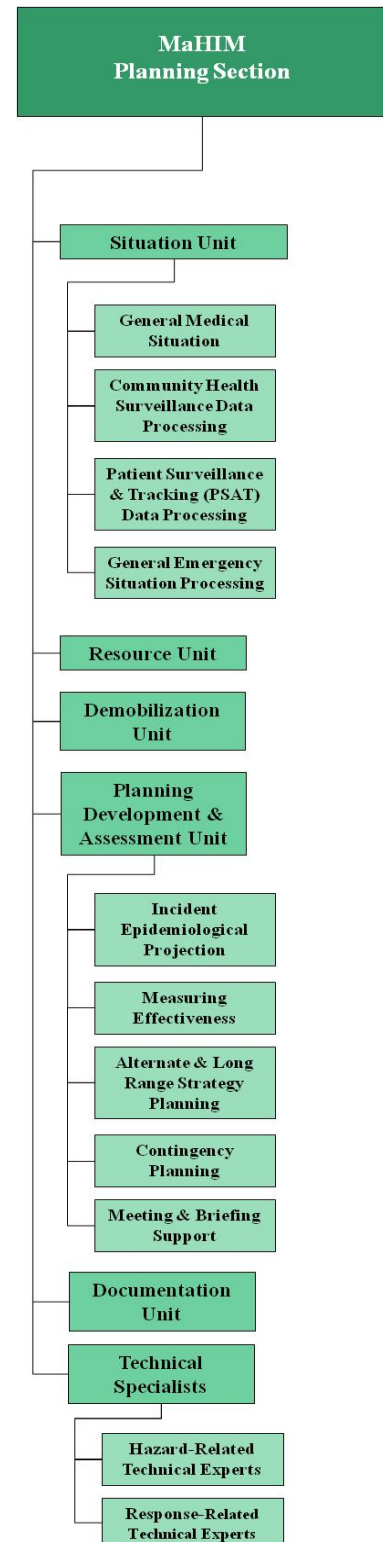 MaHIM
Planning Section
Situation Unit
General Medical
Situation
Community Health
Surveillance Data
Processing
Patient Surveillance
& Tracking (PSAT)
Data Processing
General Emergency
Situation Processing
Resource Unit
Demobilization
Unit
Planning
Development &
Assessment Unit
Incident
Epidemiological
Projection
Measuring
Effectiveness
Alternate & Long
Range Strategy
Planning
Contingency
Planning
Meeting & Briefing
Support
Documentation
Unit
Technical
Specialists
Hazard-Related
Technical Experts
Response-Related
Technical Experts